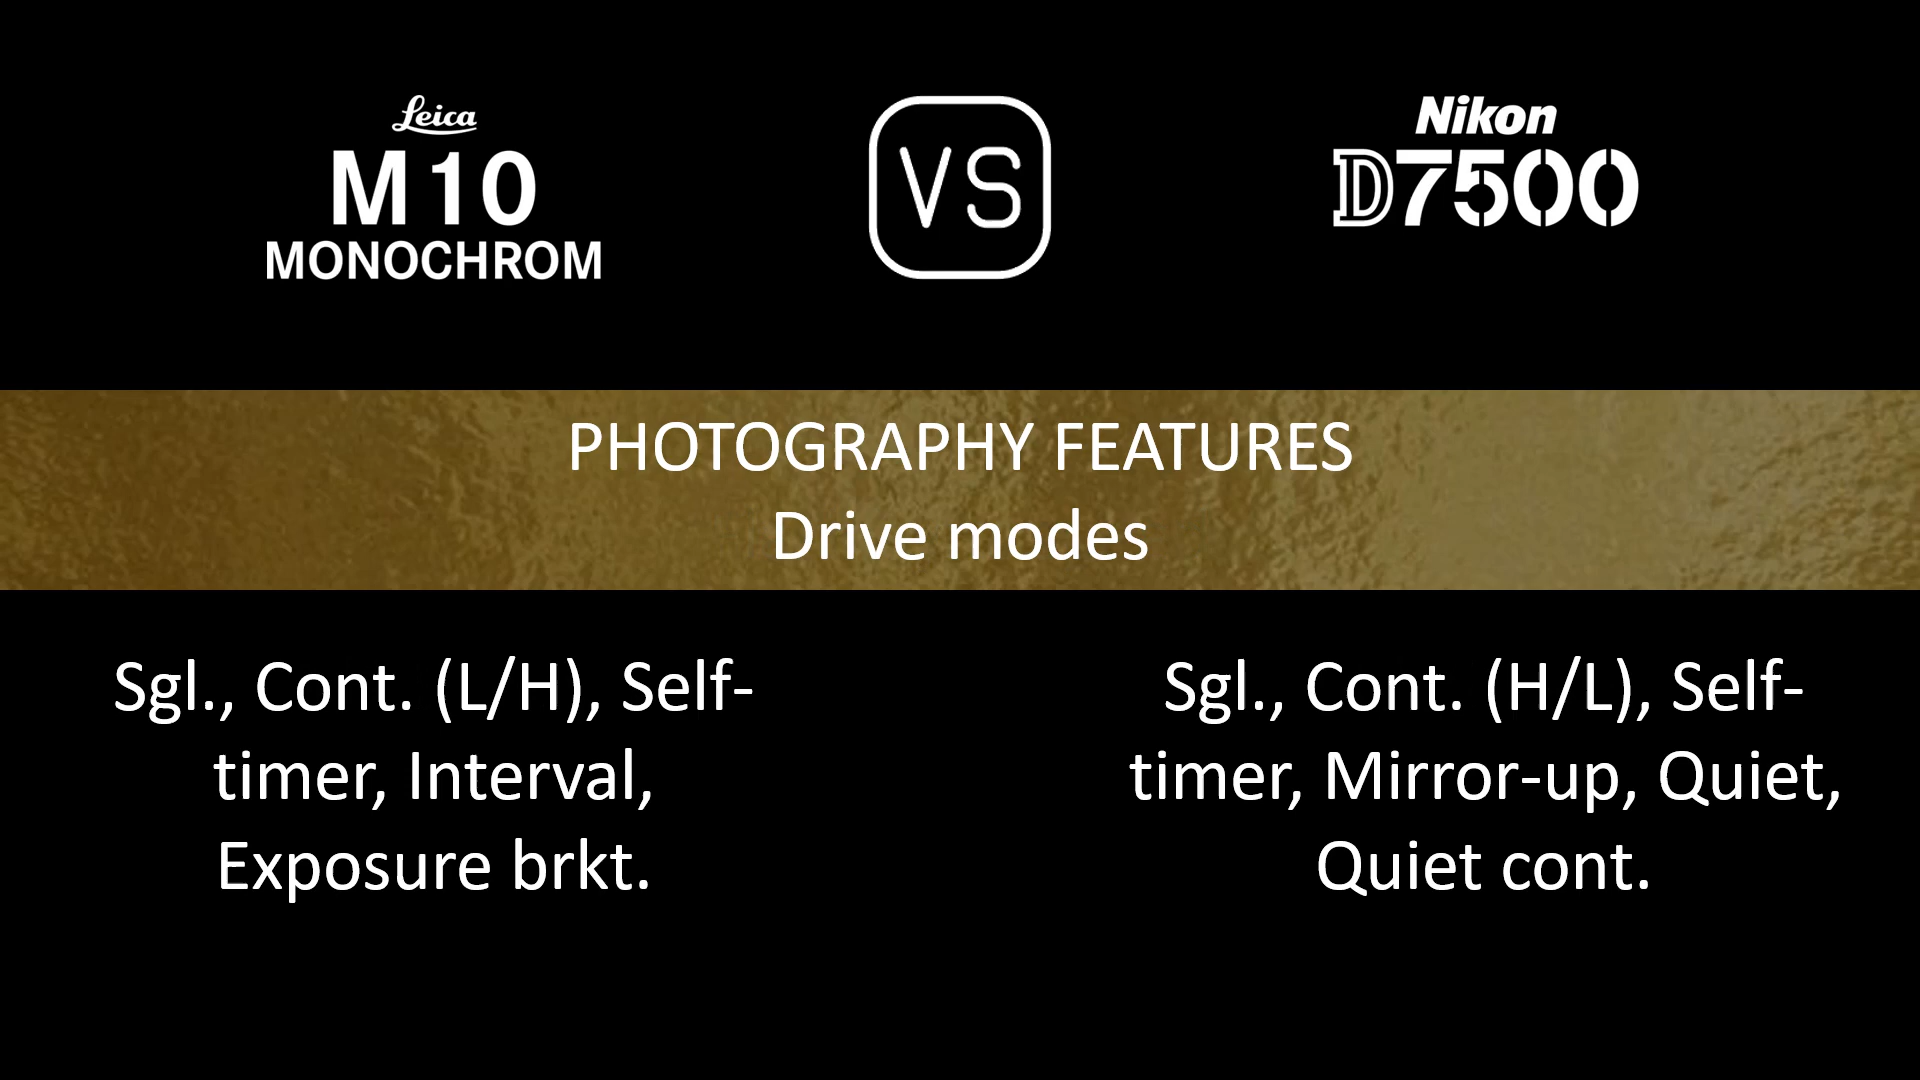 Leica
M10
MONOCHROM
VS
Nikon
D7500
PHOTOGRAPHY FEATURES
Drive modes
Sgl., Cont. (L/H), Self-
timer, Interval,
Exposure brkt.
Sgl., Cont. (H/L), Self-
timer, Mirror-up, Quiet,
Quiet cont.